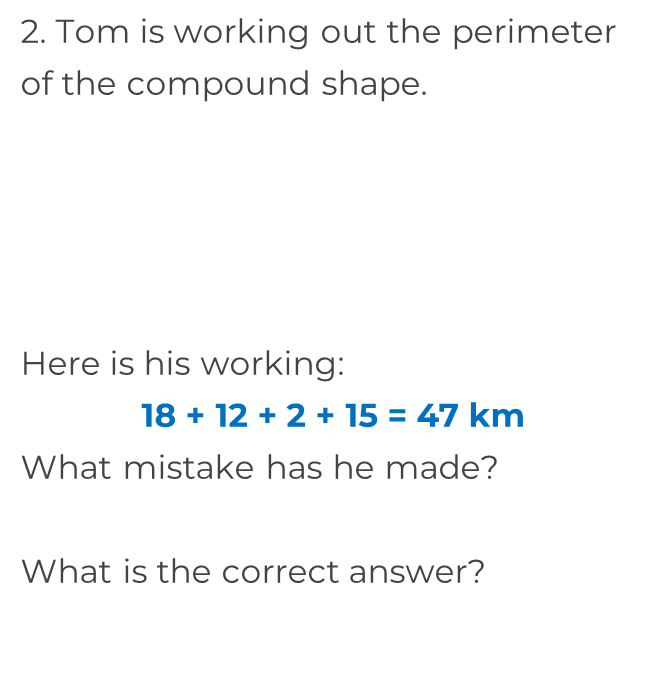 2. Tom is working out the perimeter
of the compound shape.
Here is his working:
18 + 12 + 2 + 15 = 47 km
What mistake has he made?
What is the correct answer?